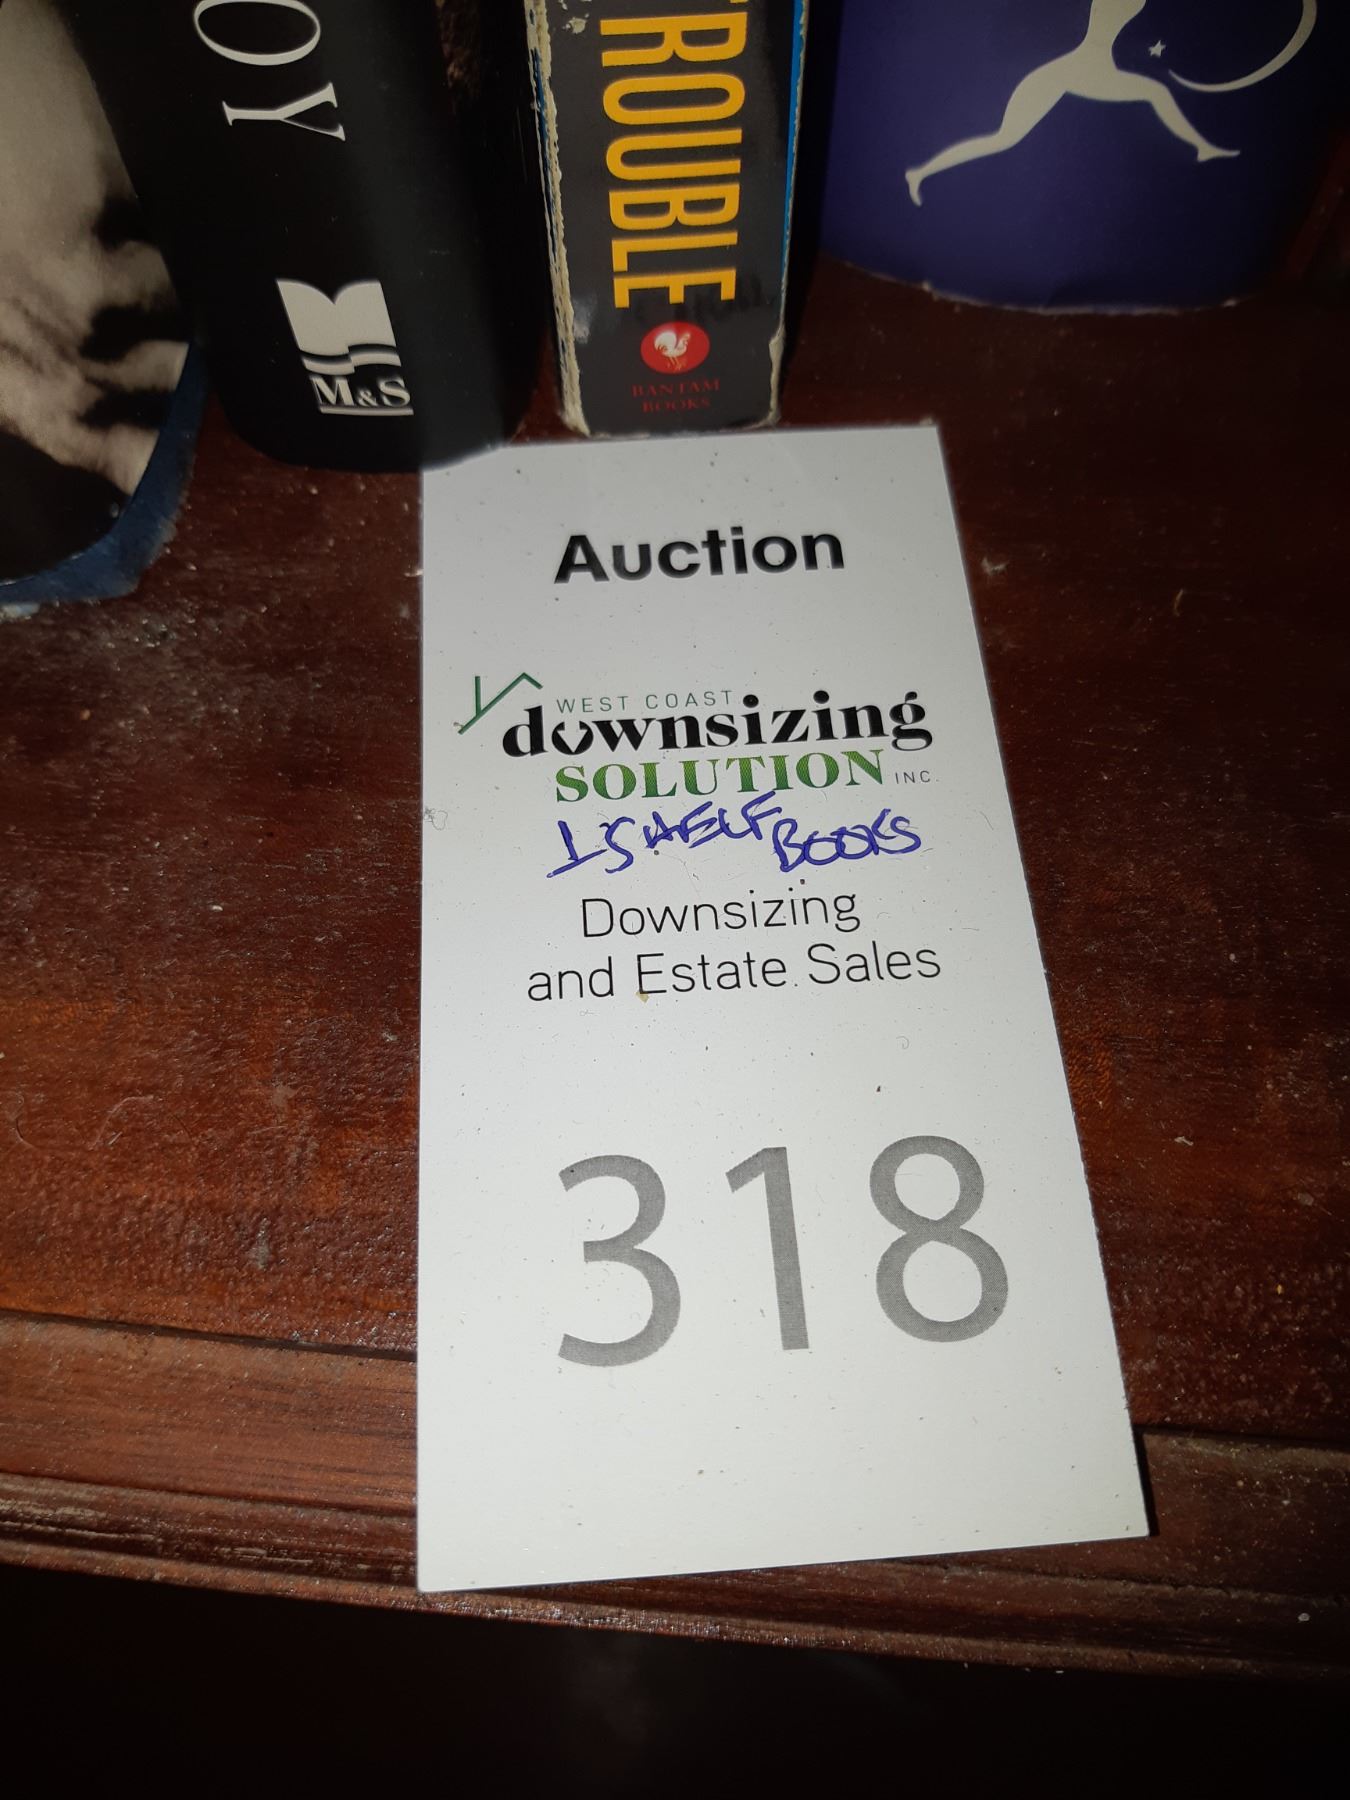 OY
M&S
ROUBLE
BANTAM
BOOKS
Auction
WEST COAST
downsizing
SOLUTION INC.
1 SHELF BOOKS
Downsizing
and Estate Sales
318